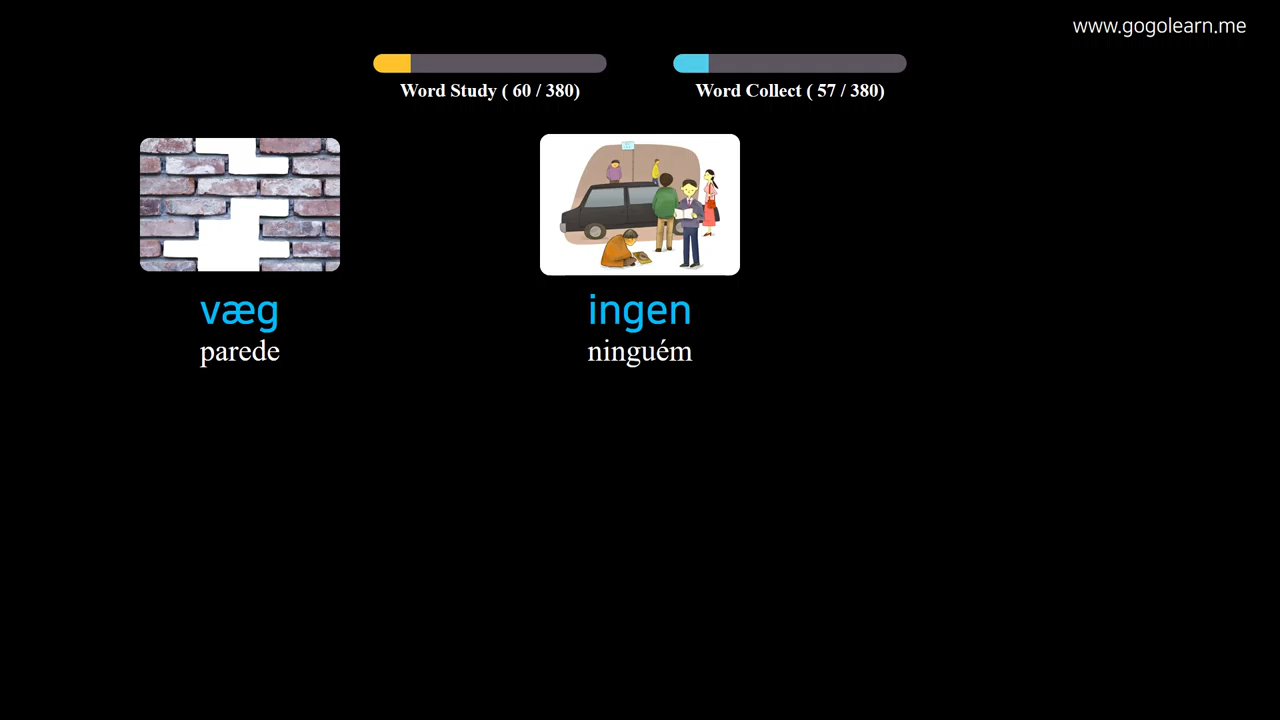 www.gogolearn.me
Word Study ( 60 / 380)
Word Collect ( 57 / 380)
væg
parede
ingen
ninguém